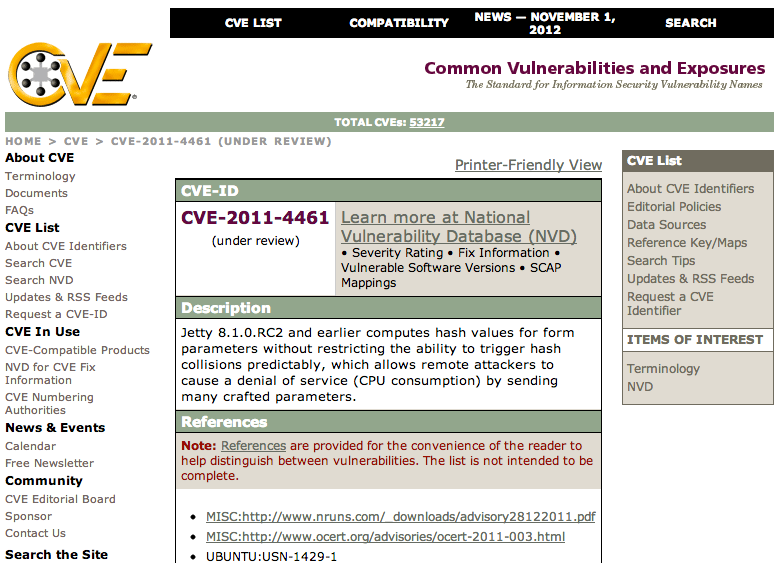 CVE LIST
COMPATIBILITY
NEWS — NOVEMBER 1,
2012
SEARCH
CVE
Common Vulnerabilities and Exposures
The Standard for Information Security Vulnerability Names
TOTAL CVEs: 53217
HOME > CVE > CVE-2011-4461 (UNDER REVIEW)
About CVE
Terminology
Documents
FAQs
CVE List
About CVE Identifiers
Search CVE
Search NVD
Updates & RSS Feeds
Request a CVE-ID
CVE In Use
CVE-Compatible Products
NVD for CVE Fix
Information
CVE Numbering
Authorities
News & Events
Calendar
Free Newsletter
Community
CVE Editorial Board
Sponsor
Contact Us
Search the Site
Printer-Friendly View
CVE-ID
CVE-2011-4461
(under review)
Learn more at National
Vulnerability Database (NVD)
• Severity Rating • Fix Information •
Vulnerable Software Versions • SCAP
Mappings
Description
Jetty 8.1.0.RC2 and earlier computes hash values for form
parameters without restricting the ability to trigger hash
collisions predictably, which allows remote attackers to
cause a denial of service (CPU consumption) by sending
many crafted parameters.
References
Note: References are provided for the convenience of the reader to
help distinguish between vulnerabilities. The list is not intended to be
complete.
• MISC:http://www.nruns.com/_downloads/advisory28122011.pdf
• MISC:http://www.ocert.org/advisories/ocert-2011-003.html
• UBUNTU:USN-1429-1
CVE List
About CVE Identifiers
Editorial Policies
Data Sources
Reference Key/Maps
Search Tips
Updates & RSS Feeds
Request a CVE
Identifier
ITEMS OF INTEREST
Terminology
NVD